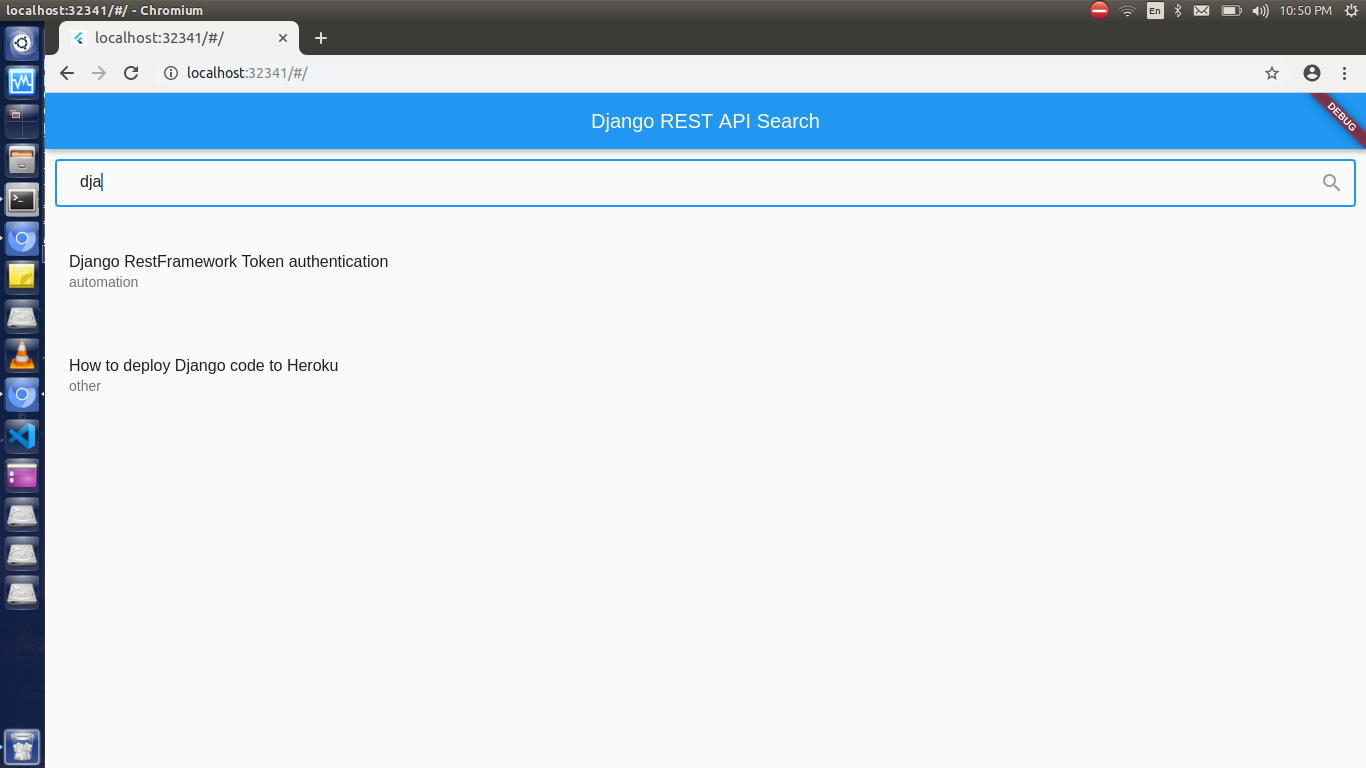 localhost:32341/#/ - Chromium
En
10:50 PM
localhost:32341/#/
localhost:32341/#/
Django REST API Search
DEBUG
dja
Django RestFramework Token authentication
automation
How to deploy Django code to Heroku
other